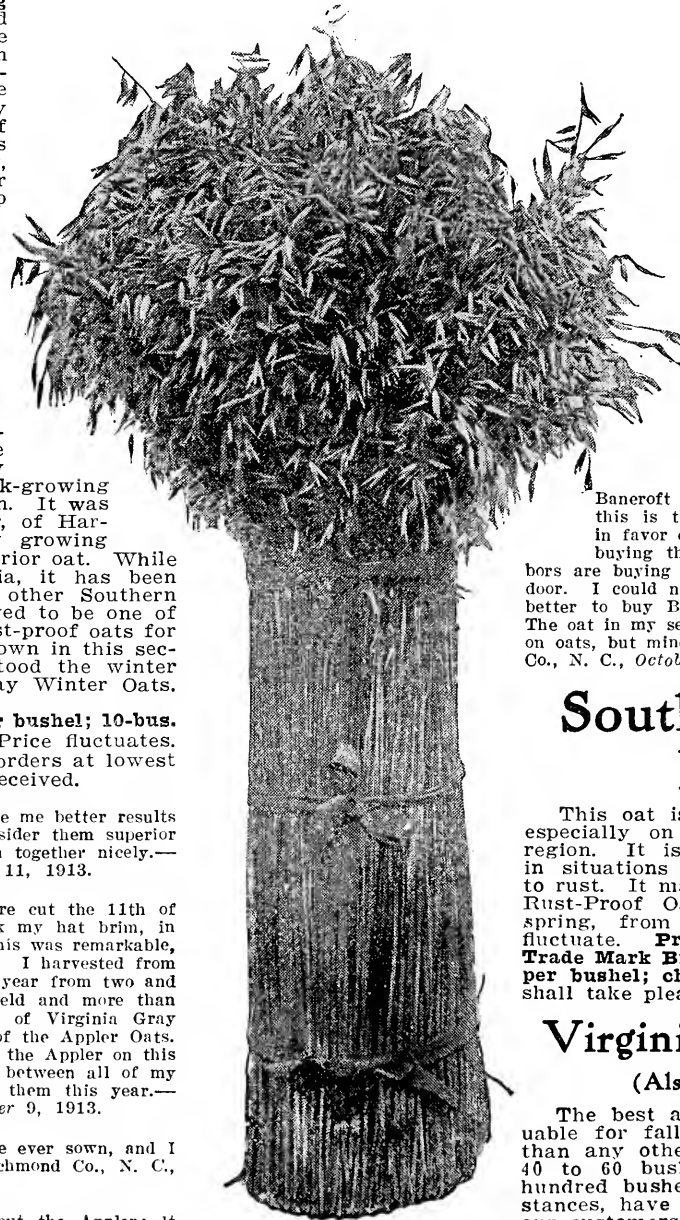 d
e
n
-
e
y
f
s
,
r
o
-
e
y
k-growing
n. It was
, of Har-
growing
rior oat. While
ia, it has been
other Southern
ved to be one of
st-proof oats for
own in this sec-
tood the winter
ay Winter Oats.
r bushel; 10-bus.
Price fluctuates.
orders at lowest
eceived.
e me better results
sider them superior
together nicely.—
11, 1913.
re cut the 11th of
k my hat brim, in
his was remarkable,
I harvested from
year from two and
eld and more than
of Virginia Gray
of the Appler Oats.
the Appler on this
between all of my
them this year.—
er 9, 1913.
e ever sown, and I
chmond Co., N. C.,
out the Appler; it
Bancroft
this is t
in favor
buying th
bors are buying
door. I could n
better to buy B
The oat in my se
on oats, but min
Co., N. C., Octob
South
This oat is
especially on
region. It is
in situations
to rust. It ma
Rust-Proof O
spring, from
fluctuate. Pr
Trade Mark B
per bushel; ch
shall take plea
Virgini
(Als
The best a
uable for fall
than any othe
40 to 60 bush
hundred bushe
stances, have
our customers